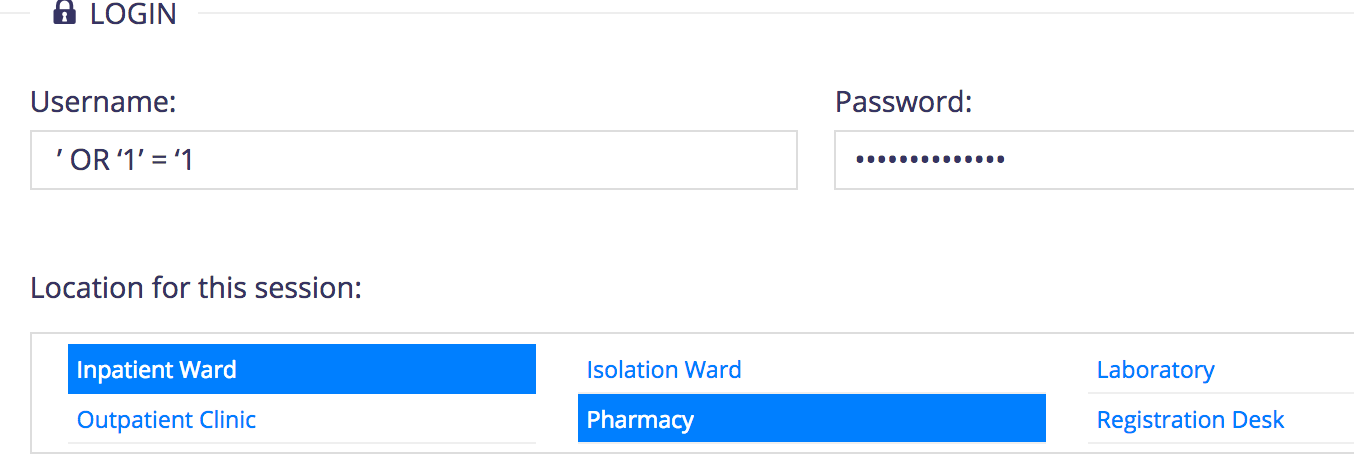 LOGIN
Username: Password:
’ OR ‘1’ = ‘1 ••••••••••••••
Location for this session:
Inpatient Ward Isolation Ward Laboratory
Outpatient Clinic Pharmacy Registration Desk